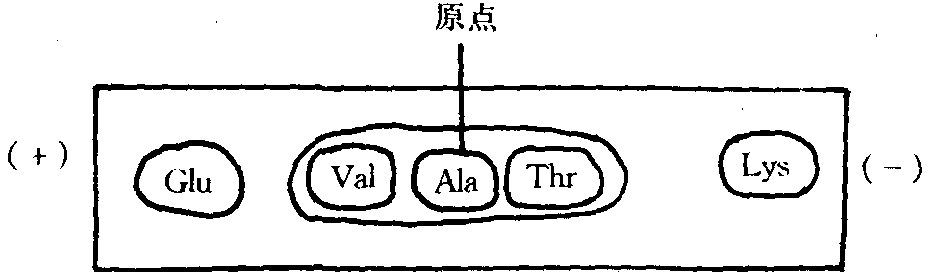 原点
(+) Glu Val Ala Thr Lys (-)